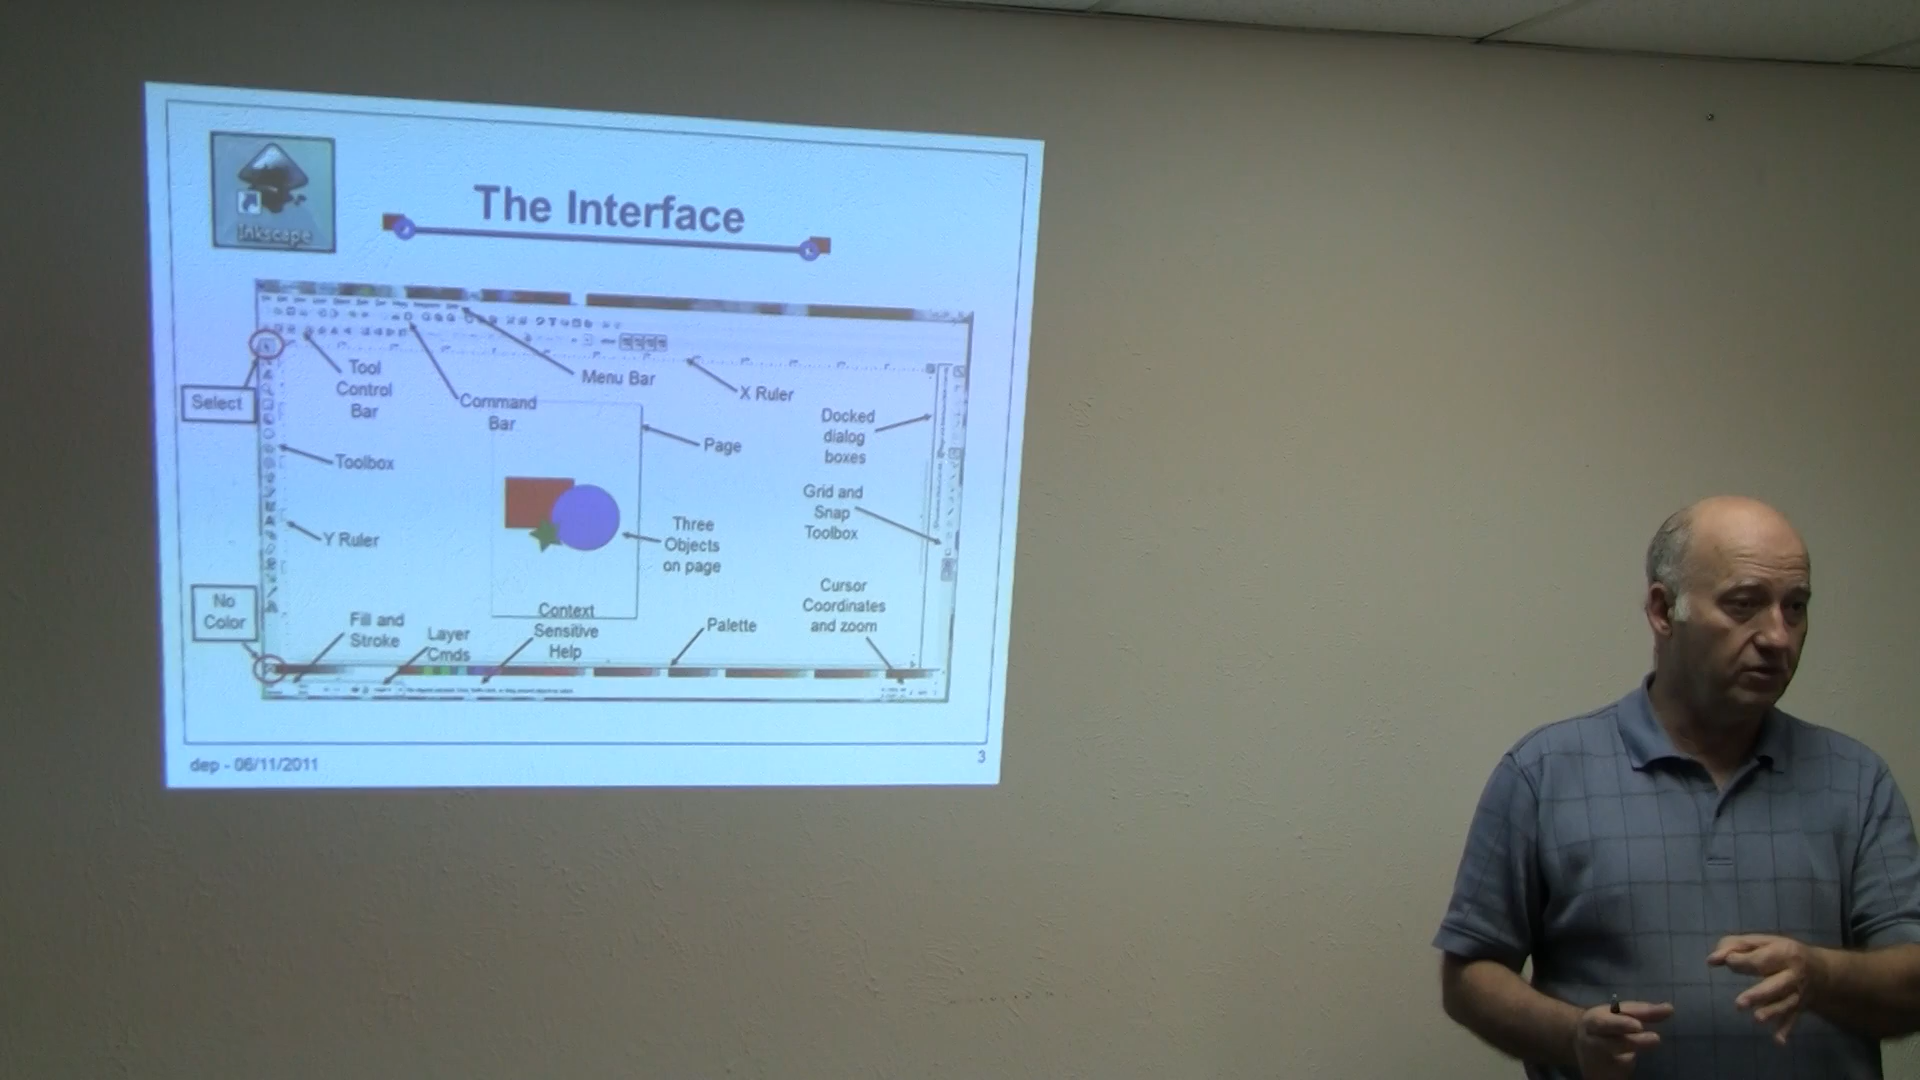 Inkscape
The Interface
Tool
Control
Bar
Menu Bar
X Ruler
Select
Command
Bar
Docked
dialog
boxes
Page
Toolbox
Grid and
Snap
Toolbox
Three
Objects
on page
Y Ruler
Cursor
Coordinates
and zoom
No
Color
Fill and
Stroke
Layer
Cmds
Context
Sensitive
Help
Palette
dep - 06/11/2011
3